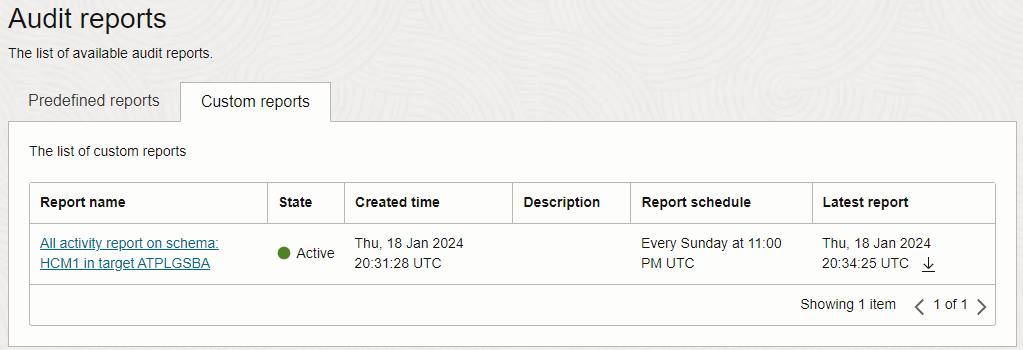 Audit reports
The list of available audit reports.
Predefined reports
Custom reports
The list of custom reports
Report name
State
Created time
Description
Report schedule
Latest report
All activity report on schema:
HCM1 in target ATPLGSBA
Active
Thu, 18 Jan 2024
20:31:28 UTC
Every Sunday at 11:00
PM UTC
Thu, 18 Jan 2024
20:34:25 UTC
Showing 1 item
1 of 1